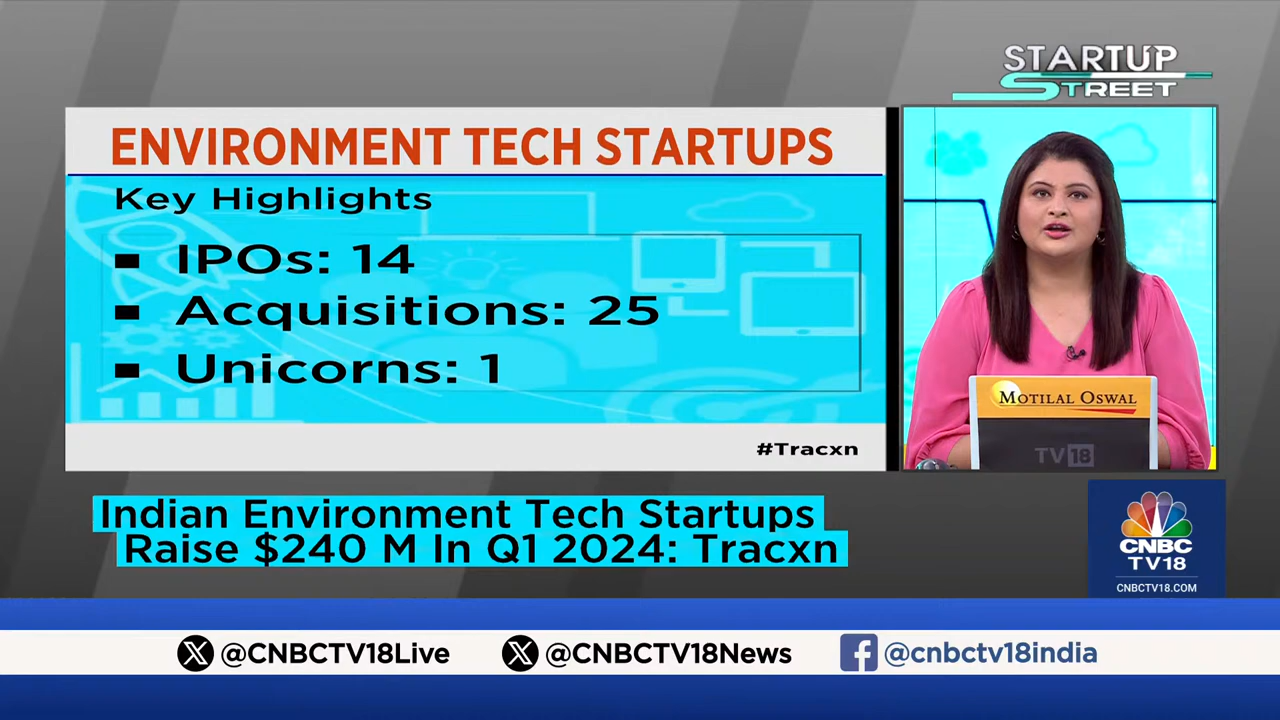 STARTUP
STREET
ENVIRONMENT TECH STARTUPS
Key Highlights
IPOs: 14
Acquisitions: 25
Unicorns: 1
#Tracxn
MOTILAL OSWAL
TV18
Indian Environment Tech Startups
Raise $240 M In Q1 2024: Tracxn
CNBC
TV18
CNBCTV18.COM
@CNBCTV18Live
@CNBCTV18News
@cnbctv18india